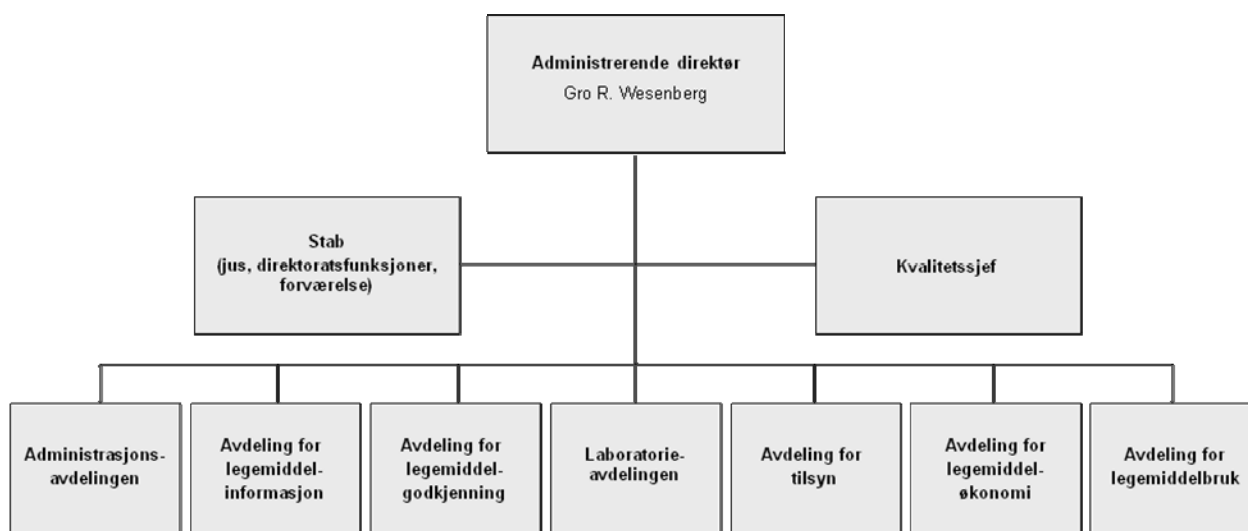 Administrerende direktør
Gro R. Wesenberg
Stab
(jus, direktoratsfunksjoner,
forværelse)
Kvalitetssjef
Administrasjons-
avdelingen
Avdeling for
legemiddel-
informasjon
Avdeling for
legemiddel-
godkjenning
Laboratorie-
avdelingen
Avdeling for
tilsyn
Avdeling for
legemiddel-
økonomi
Avdeling for
legemiddelbruk